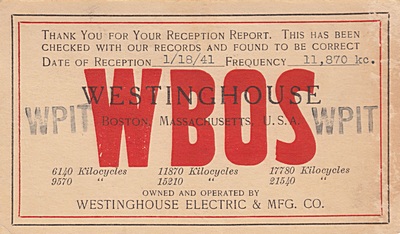 THANK YOU FOR YOUR RECEPTION REPORT. THIS HAS BEEN
CHECKED WITH OUR RECORDS AND FOUND TO BE CORRECT
DATE OF RECEPTION 1/18/41 FREQUENCY 11,870 kc.
WBOS
WESTINGHOUSE
WPIT BOSTON, MASSACHUSETTS, U.S.A. WPIT
6140 Kilocycles 11870 Kilocycles 17780 Kilocycles
9570 " 15210 " 21540 "
OWNED AND OPERATED BY
WESTINGHOUSE ELECTRIC & MFG. CO.